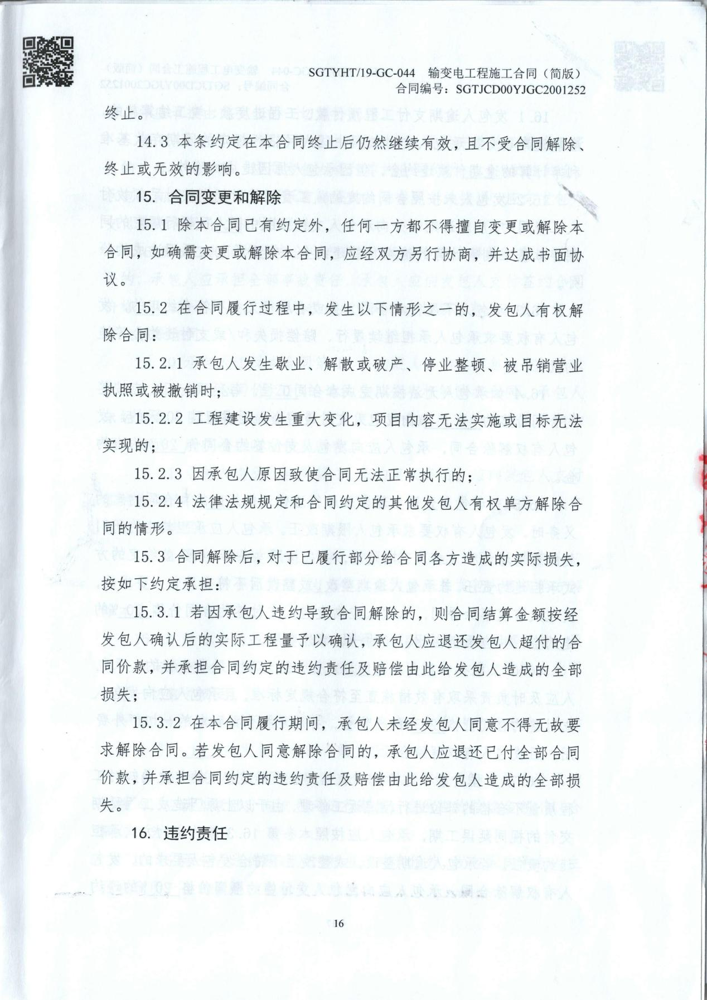 SGTYHT/19-GC-044 输变电工程施工合同（简版）
合同编号：SGTJCD00YJGC2001252
终止。
14.3 本条约定在本合同终止后仍然继续有效，且不受合同解除、
终止或无效的影响。
15. 合同变更和解除
15.1 除本合同已有约定外，任何一方都不得擅自变更或解除本
合同，如确需变更或解除本合同，应经双方另行协商，并达成书面协
议。
15.2 在合同履行过程中，发生以下情形之一的，发包人有权解
除合同：
15.2.1 承包人发生歇业、解散或破产、停业整顿、被吊销营业
执照或被撤销时；
15.2.2 工程建设发生重大变化，项目内容无法实施或目标无法
实现的；
15.2.3 因承包人原因致使合同无法正常执行的；
15.2.4 法律法规规定和合同约定的其他发包人有权单方解除合
同的情形。
15.3 合同解除后，对于已履行部分给合同各方造成的实际损失，
按如下约定承担：
15.3.1 若因承包人违约导致合同解除的，则合同结算金额按经
发包人确认后的实际工程量予以确认，承包人应退还发包人超付的合
同价款，并承担合同约定的违约责任及赔偿由此给发包人造成的全部
损失；
15.3.2 在本合同履行期间，承包人未经发包人同意不得无故要
求解除合同。若发包人同意解除合同的，承包人应退还已付全部合同
价款，并承担合同约定的违约责任及赔偿由此给发包人造成的全部损
失。
16. 违约责任
16